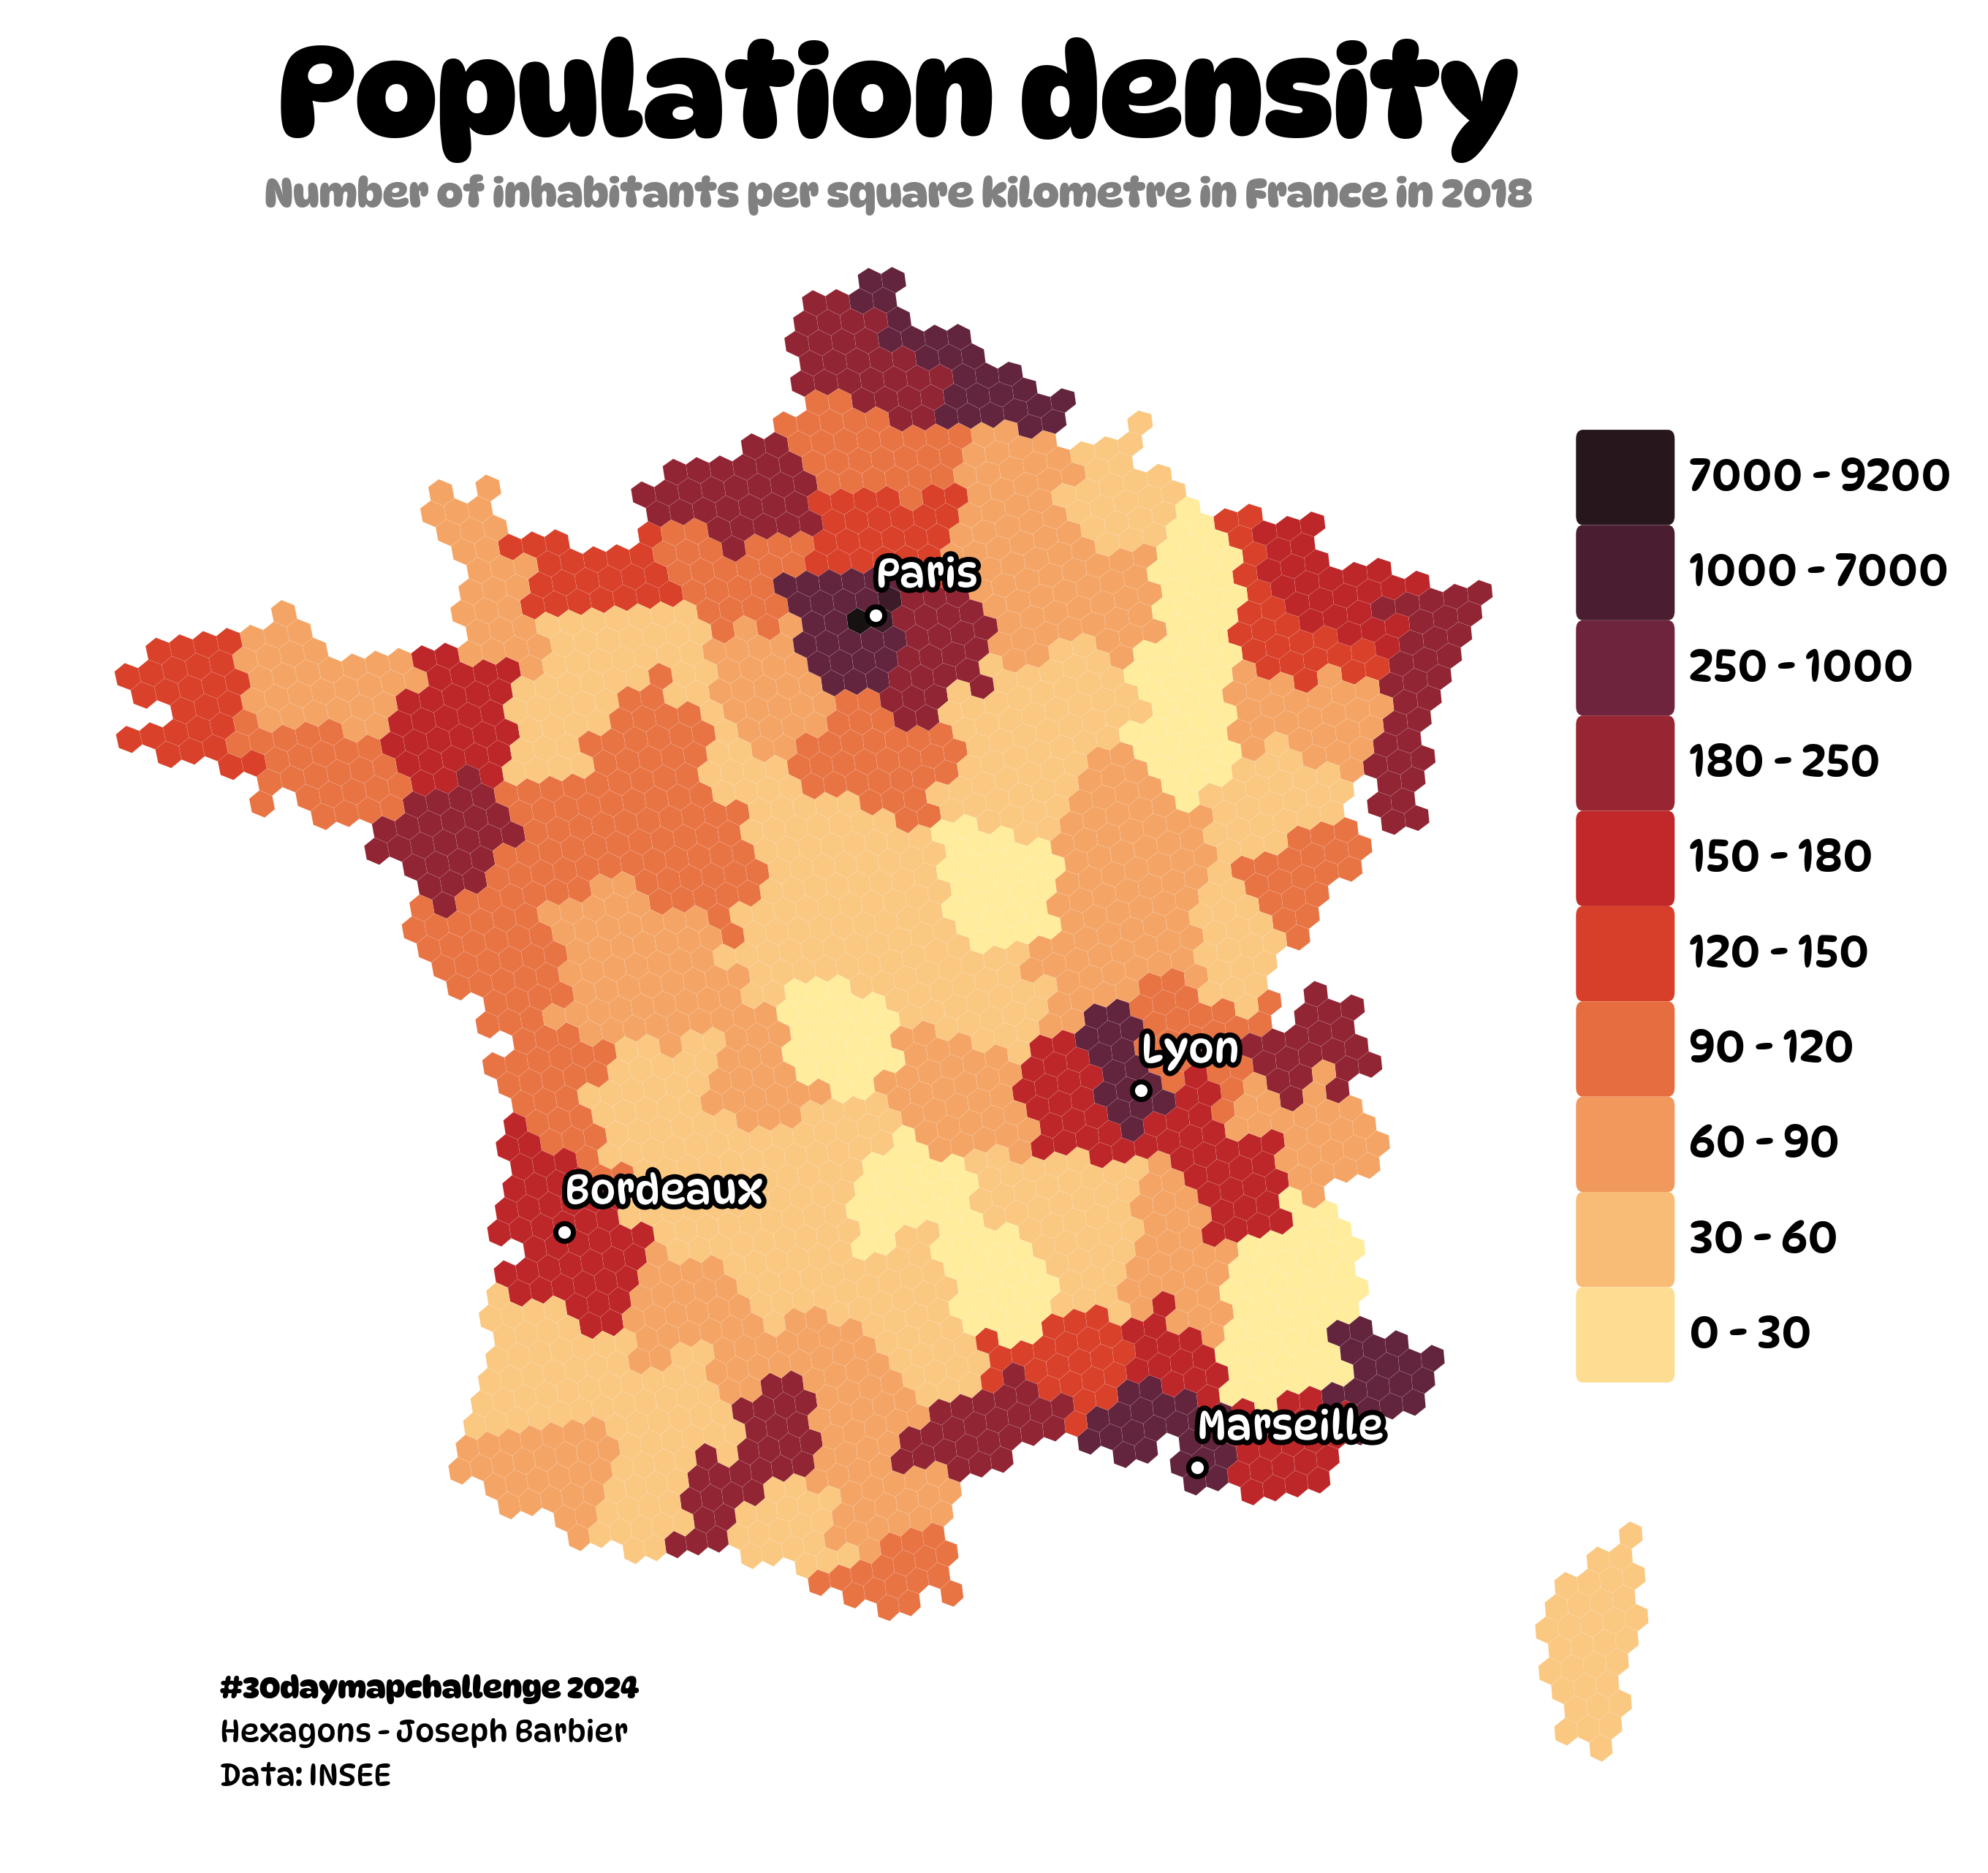 Population density
Number of inhabitants per square kilometre in France in 2018
Paris
Lyon
Bordeaux
Marseille
7000 - 9200
1000 - 7000
250 - 1000
180 - 250
150 - 180
120 - 150
90 - 120
60 - 90
30 - 60
0 - 30
#30daymapchallenge 2024
Hexagons - Joseph Barbier
Data: INSEE